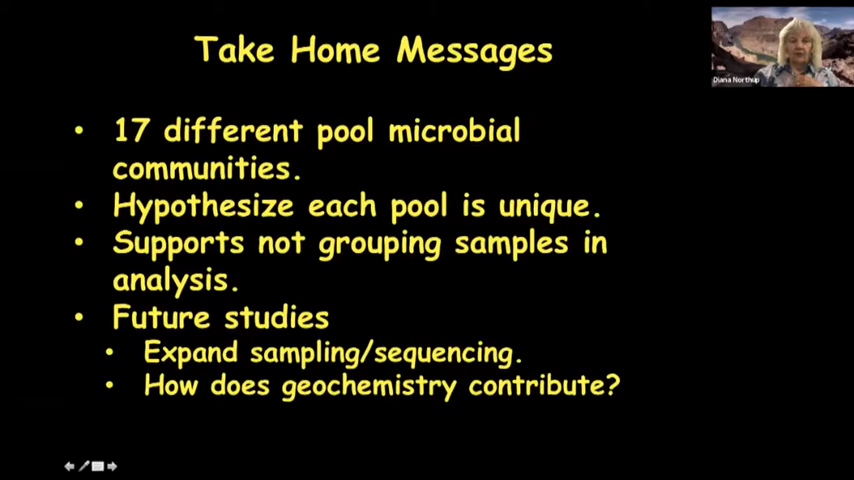 Take Home Messages
Diana Northup
• 17 different pool microbial
communities.
• Hypothesize each pool is unique.
• Supports not grouping samples in
analysis.
• Future studies
• Expand sampling/sequencing.
• How does geochemistry contribute?